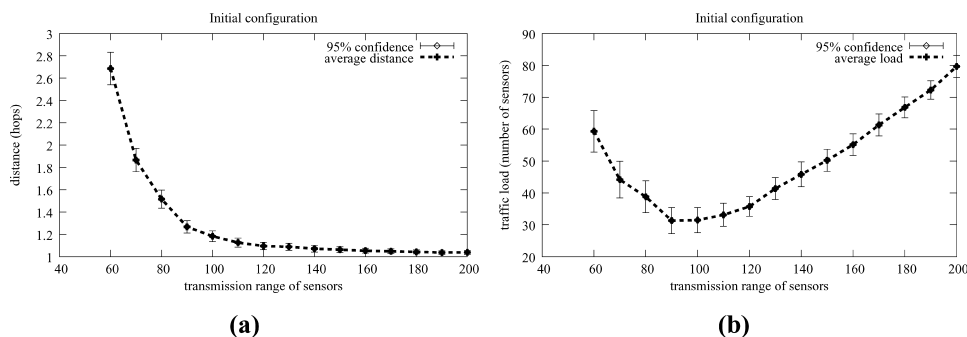 Initial configuration
3
2.8
2.6
2.4
2.2
2
1.8
1.6
1.4
1.2
1
distance (hops)
95% confidence
average distance
40 60 80 100 120 140 160 180 200
transmission range of sensors
(a)
Initial configuration
90
80
70
60
50
40
30
20
10
traffic load (number of sensors)
95% confidence
average load
40 60 80 100 120 140 160 180 200
transmission range of sensors
(b)